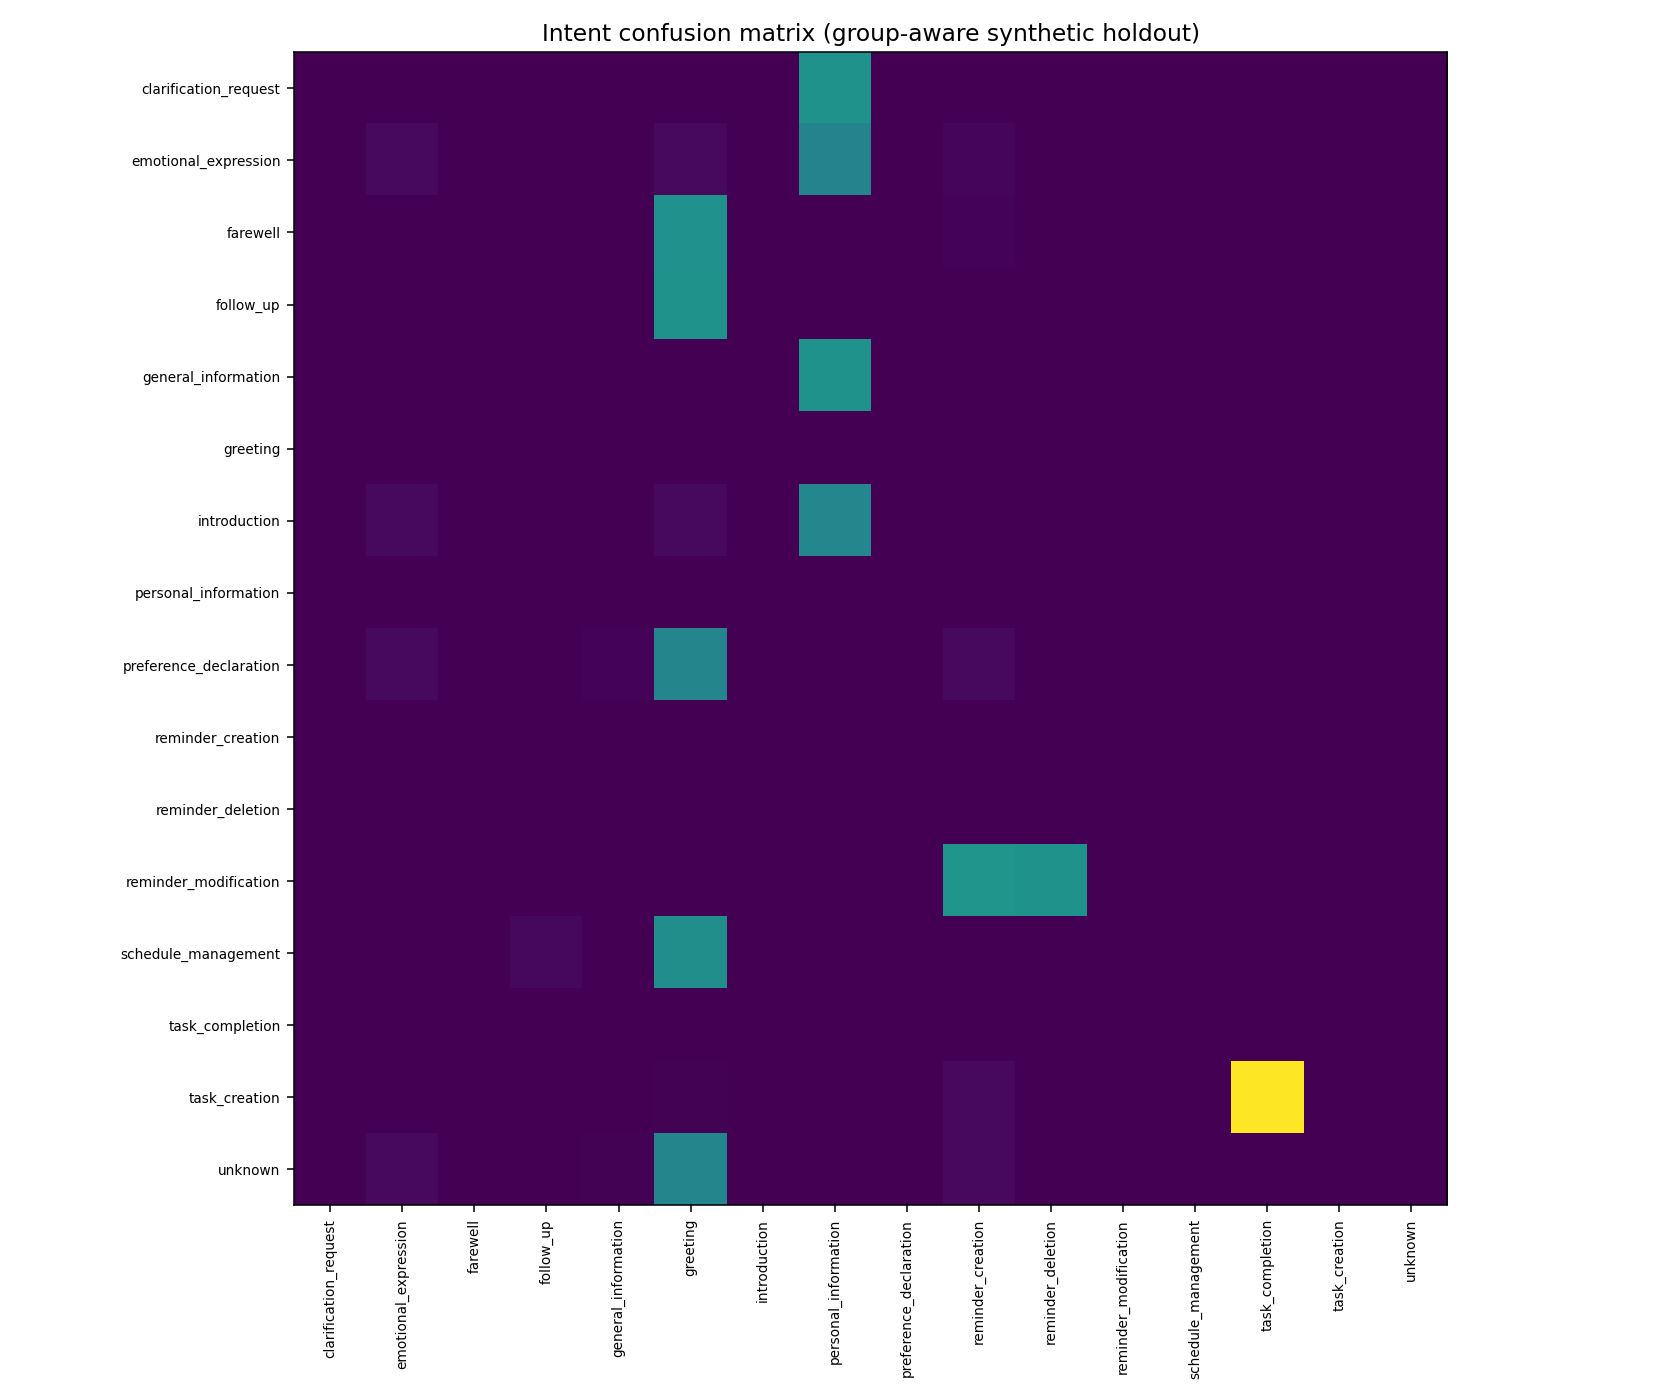 Intent confusion matrix (group-aware synthetic holdout)
clarification_request
emotional_expression
farewell
follow_up
general_information
greeting
introduction
personal_information
preference_declaration
reminder_creation
reminder_deletion
reminder_modification
schedule_management
task_completion
task_creation
unknown
clarification_request
emotional_expression
farewell
follow_up
general_information
greeting
introduction
personal_information
preference_declaration
reminder_creation
reminder_deletion
reminder_modification
schedule_management
task_completion
task_creation
unknown